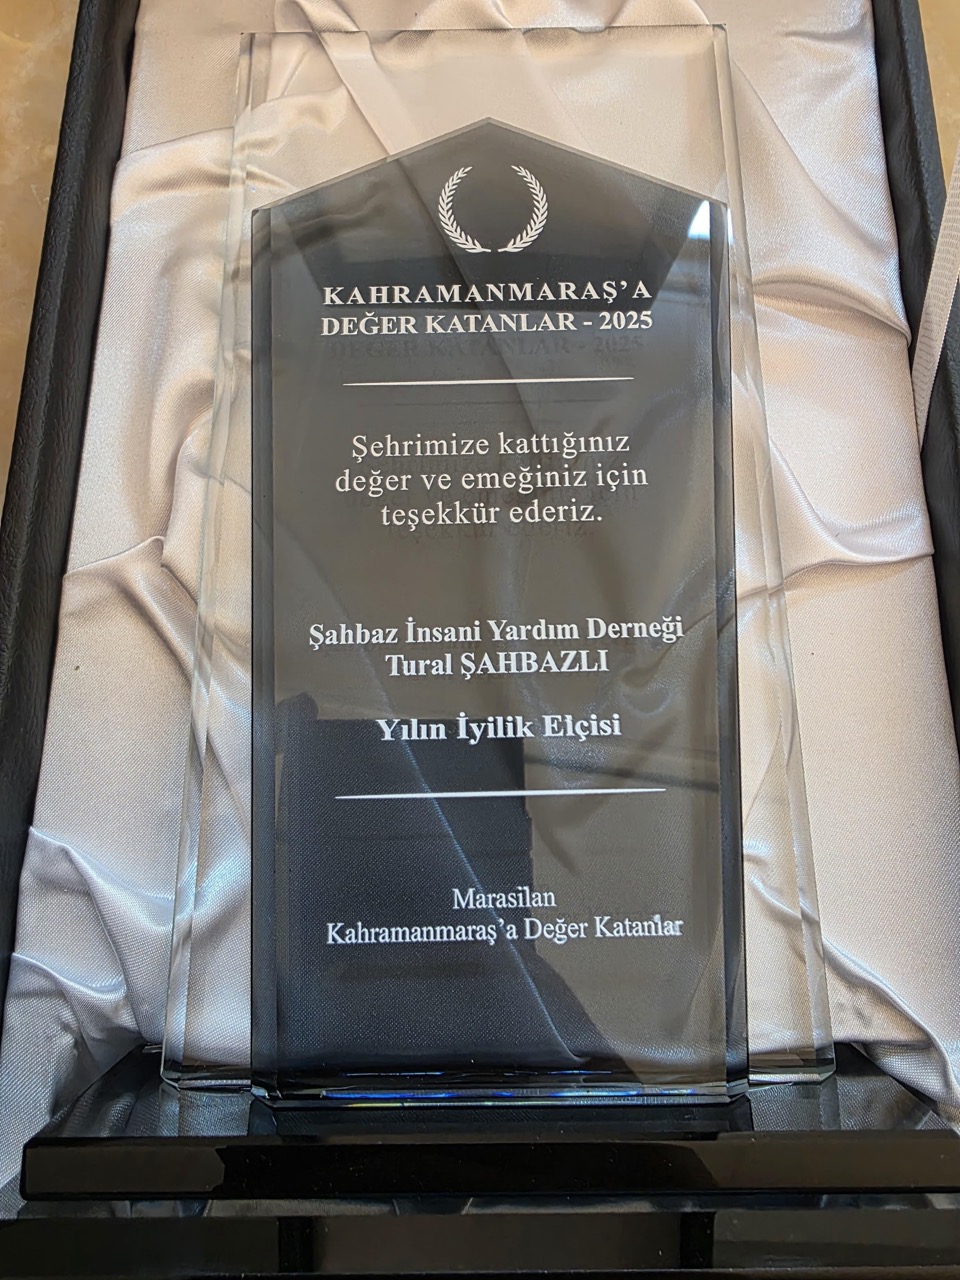 KAHRAMANMARAŞ'A
DEĞER KATANLAR - 2025
Şehrimize kattığınız
değer ve emeğiniz için
teşekkür ederiz.
Şahbaz İnsani Yardım Derneği
Tural ŞAHBAZLI
Yılın İyilik Elçisi
Marasilan
Kahramanmaraş'a Değer Katanlar